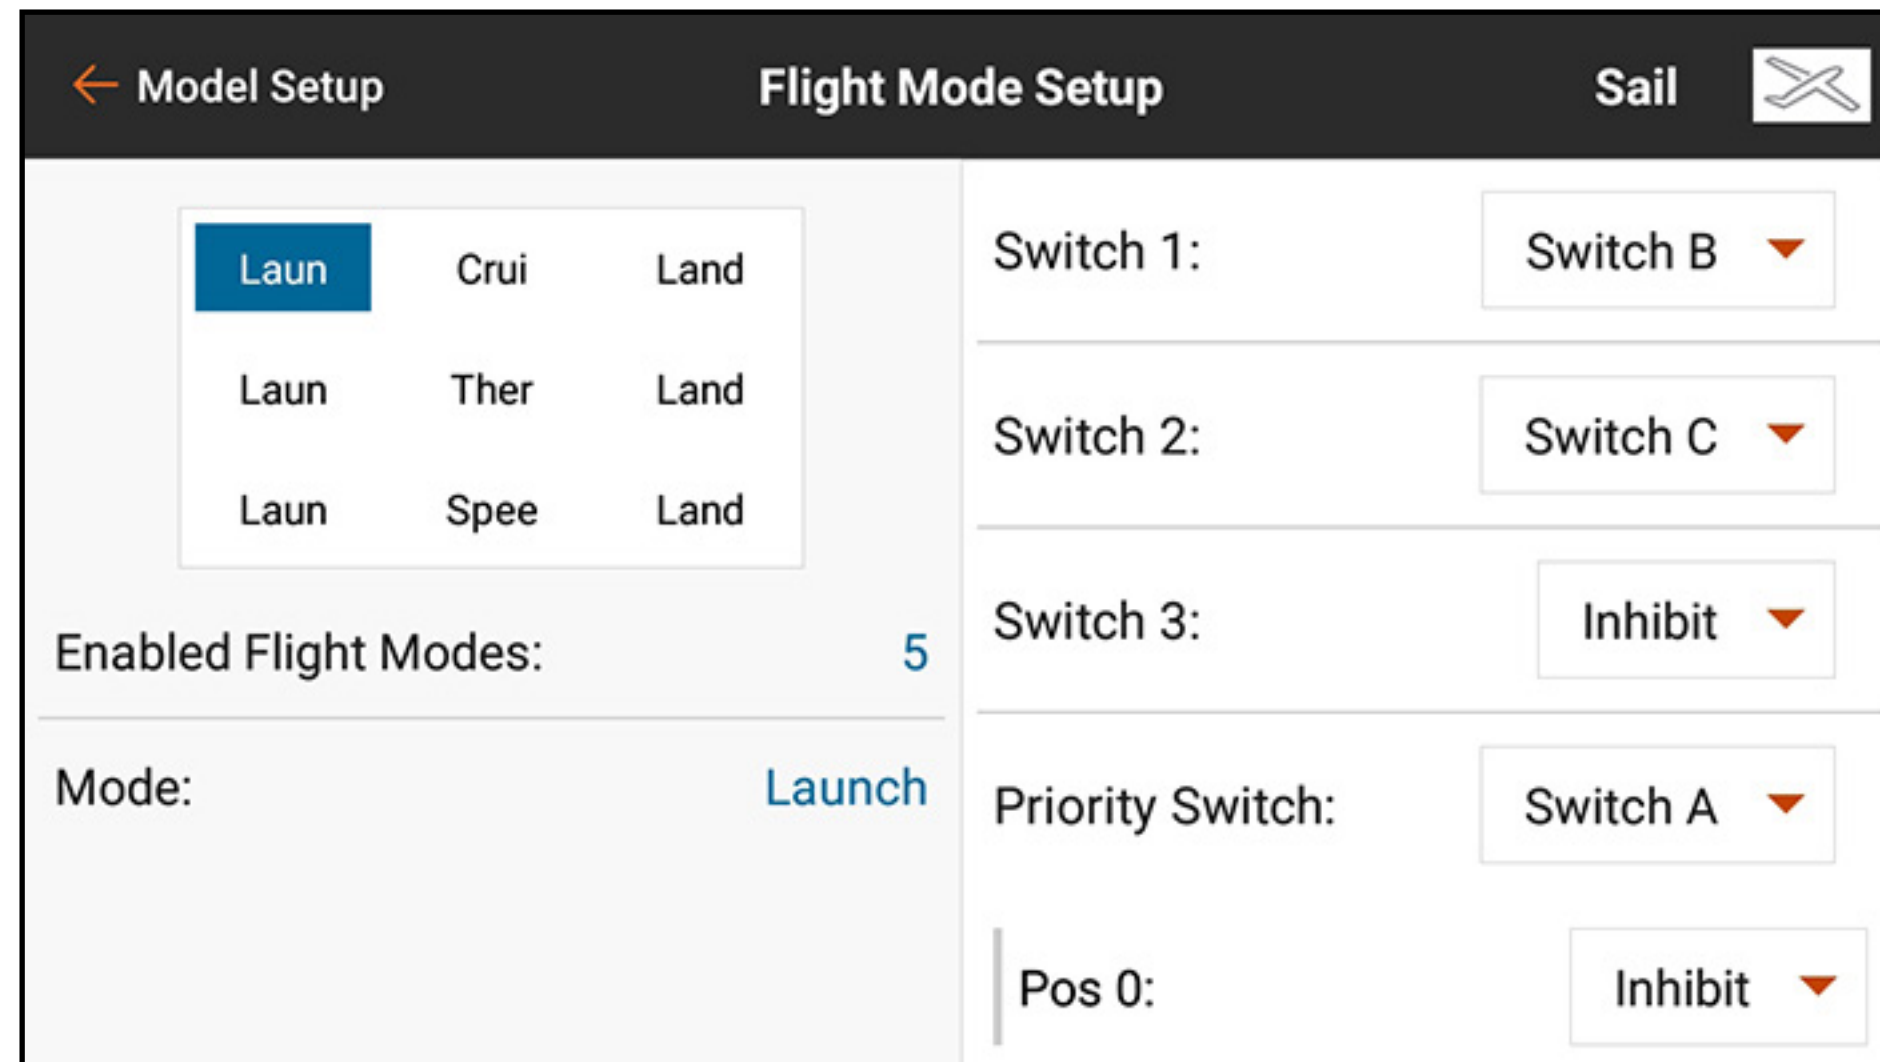 Model Setup Flight Mode Setup Sail
Laun Crui Land
Laun Ther Land
Laun Spee Land
Enabled Flight Modes: 5
Mode: Launch
Switch 1: Switch B
Switch 2: Switch C
Switch 3: Inhibit
Priority Switch: Switch A
Pos 0: Inhibit